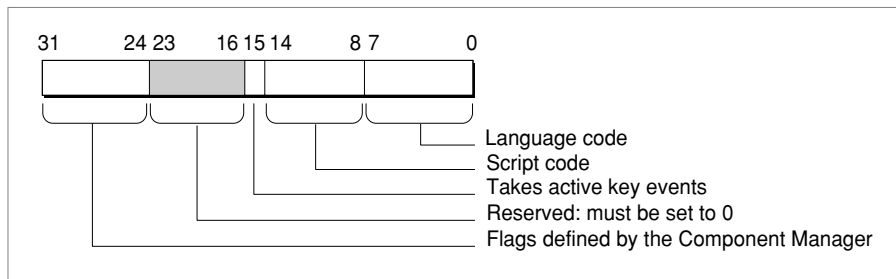 31 24 23 16 15 14 8 7 0
Language code
Script code
Takes active key events
Reserved: must be set to 0
Flags defined by the Component Manager